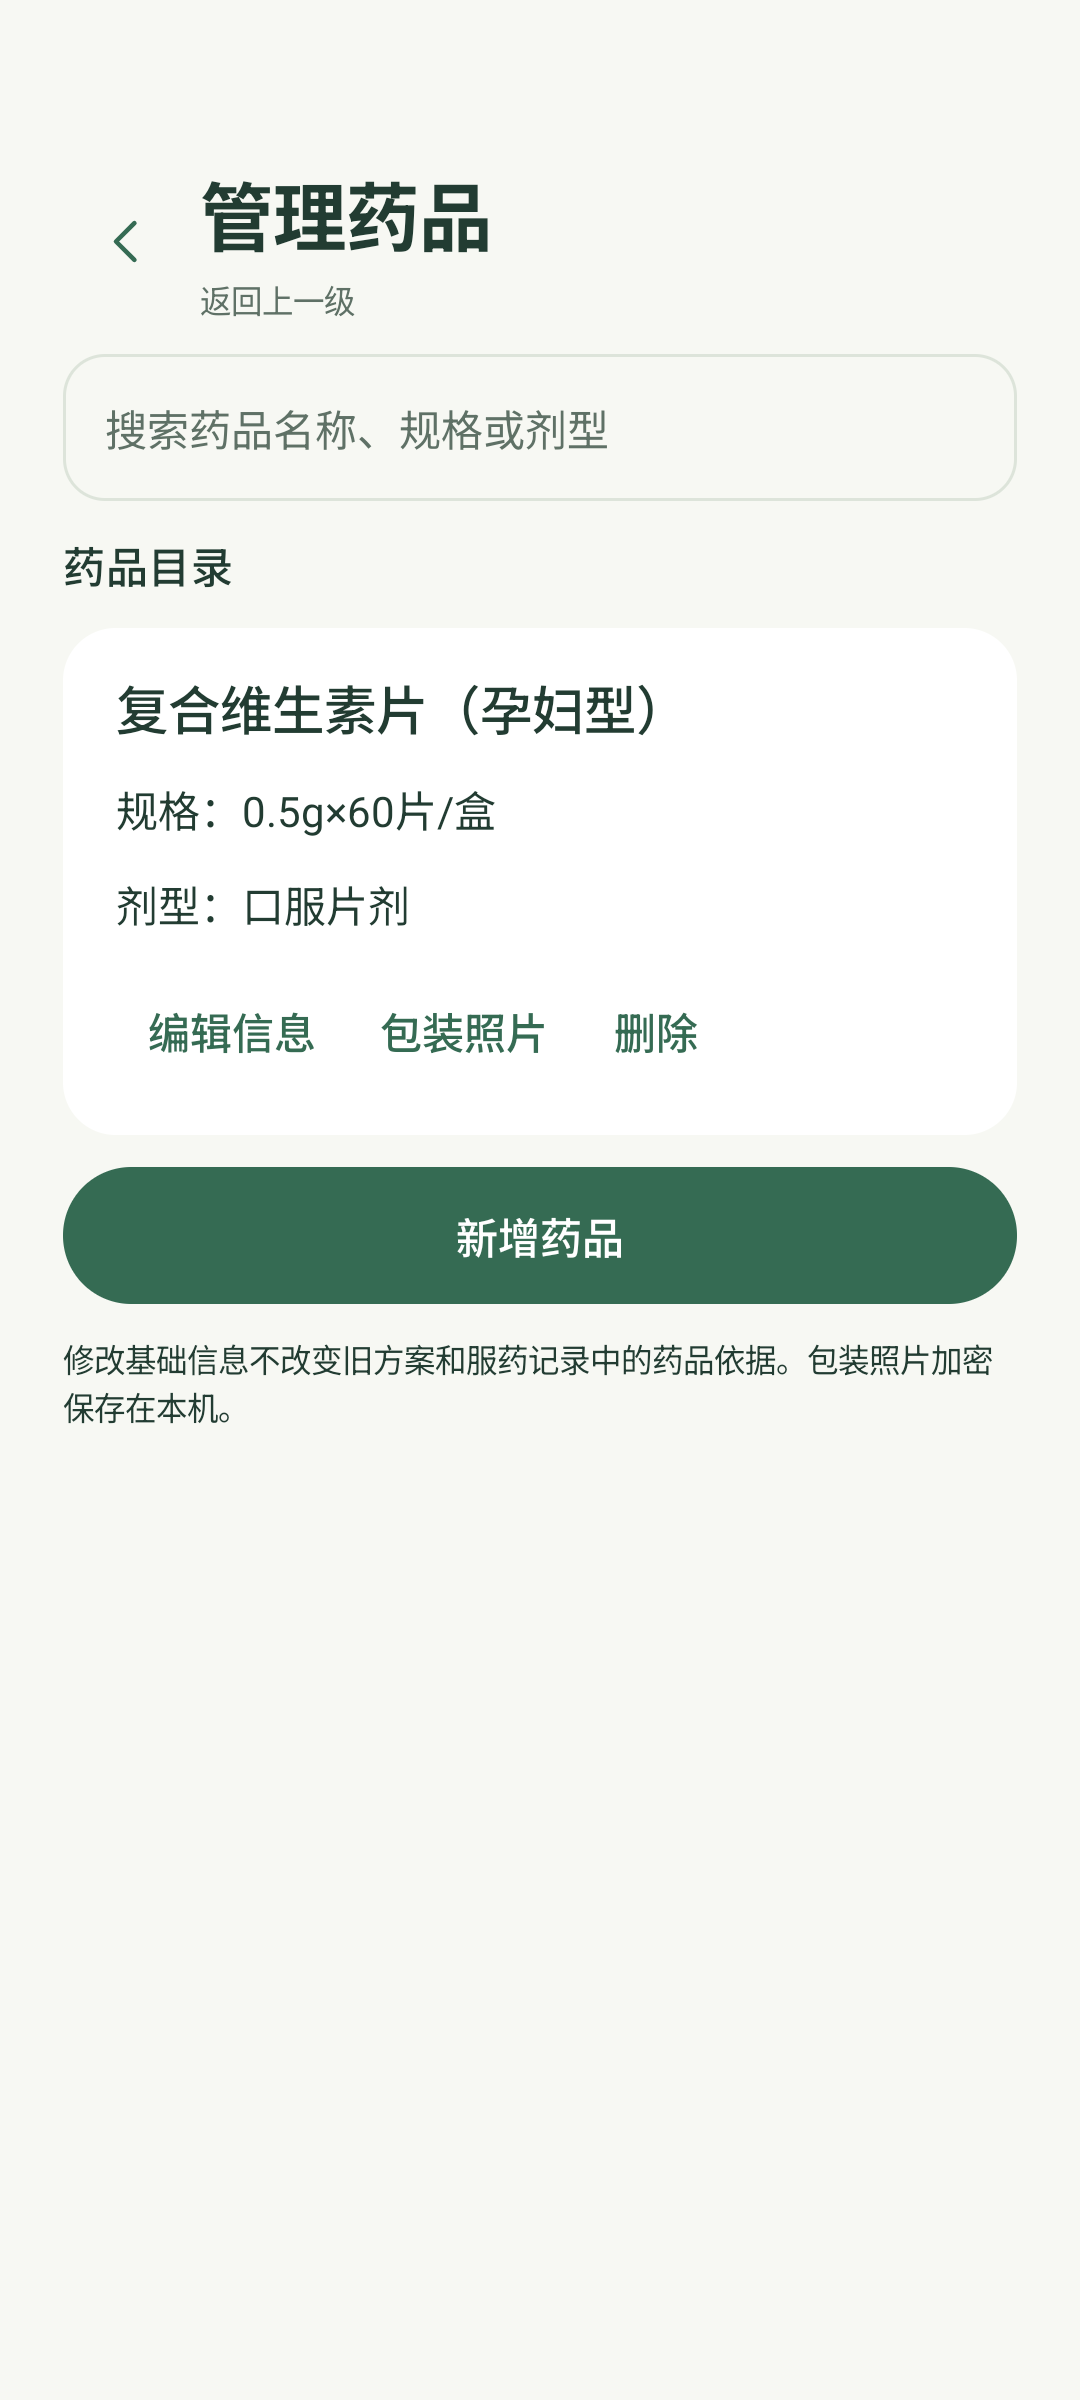 管理药品
返回上一级
搜索药品名称、规格或剂型
药品目录
复合维生素片（孕妇型）
规格：0.5g×60片/盒
剂型：口服片剂
编辑信息 包装照片 删除
新增药品
修改基础信息不改变旧方案和服药记录中的药品依据。包装照片加密
保存在本机。